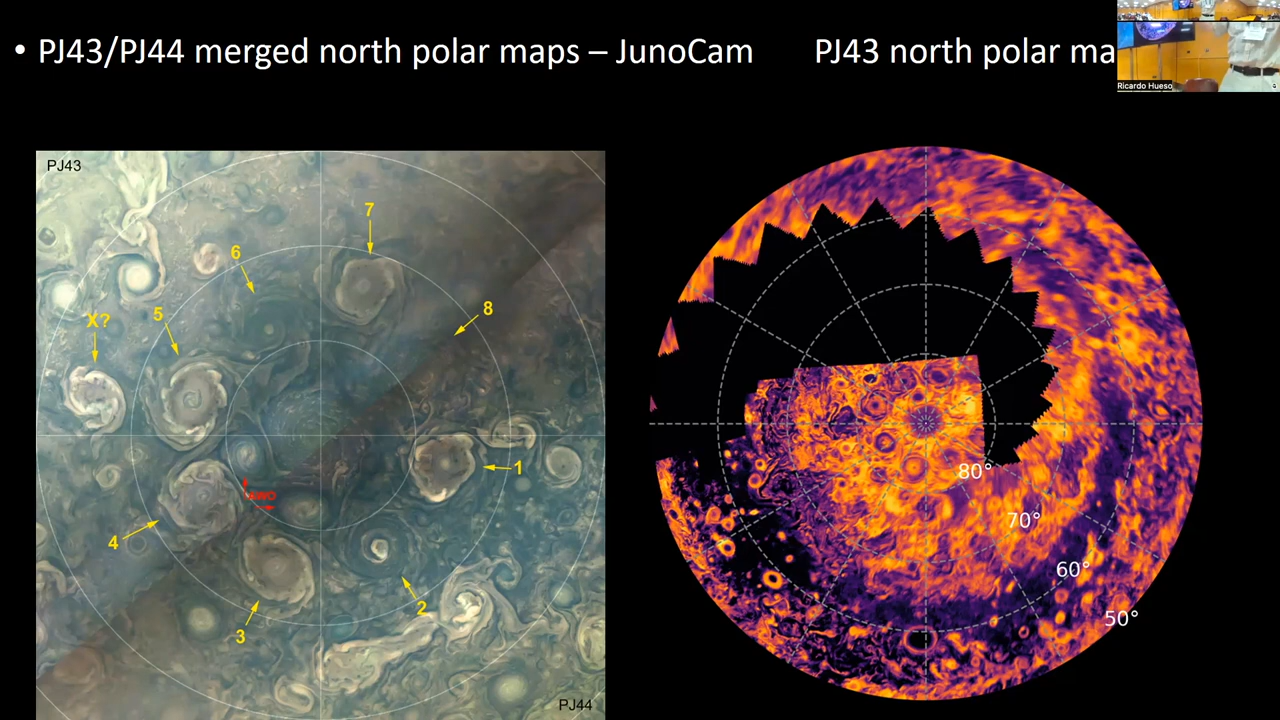 • PJ43/PJ44 merged north polar maps – JunoCam
PJ43 north polar ma
Ricardo Hueso
PJ43
7
6
8
5
X?
1
4
2
3
PJ44
80°
70°
60°
50°